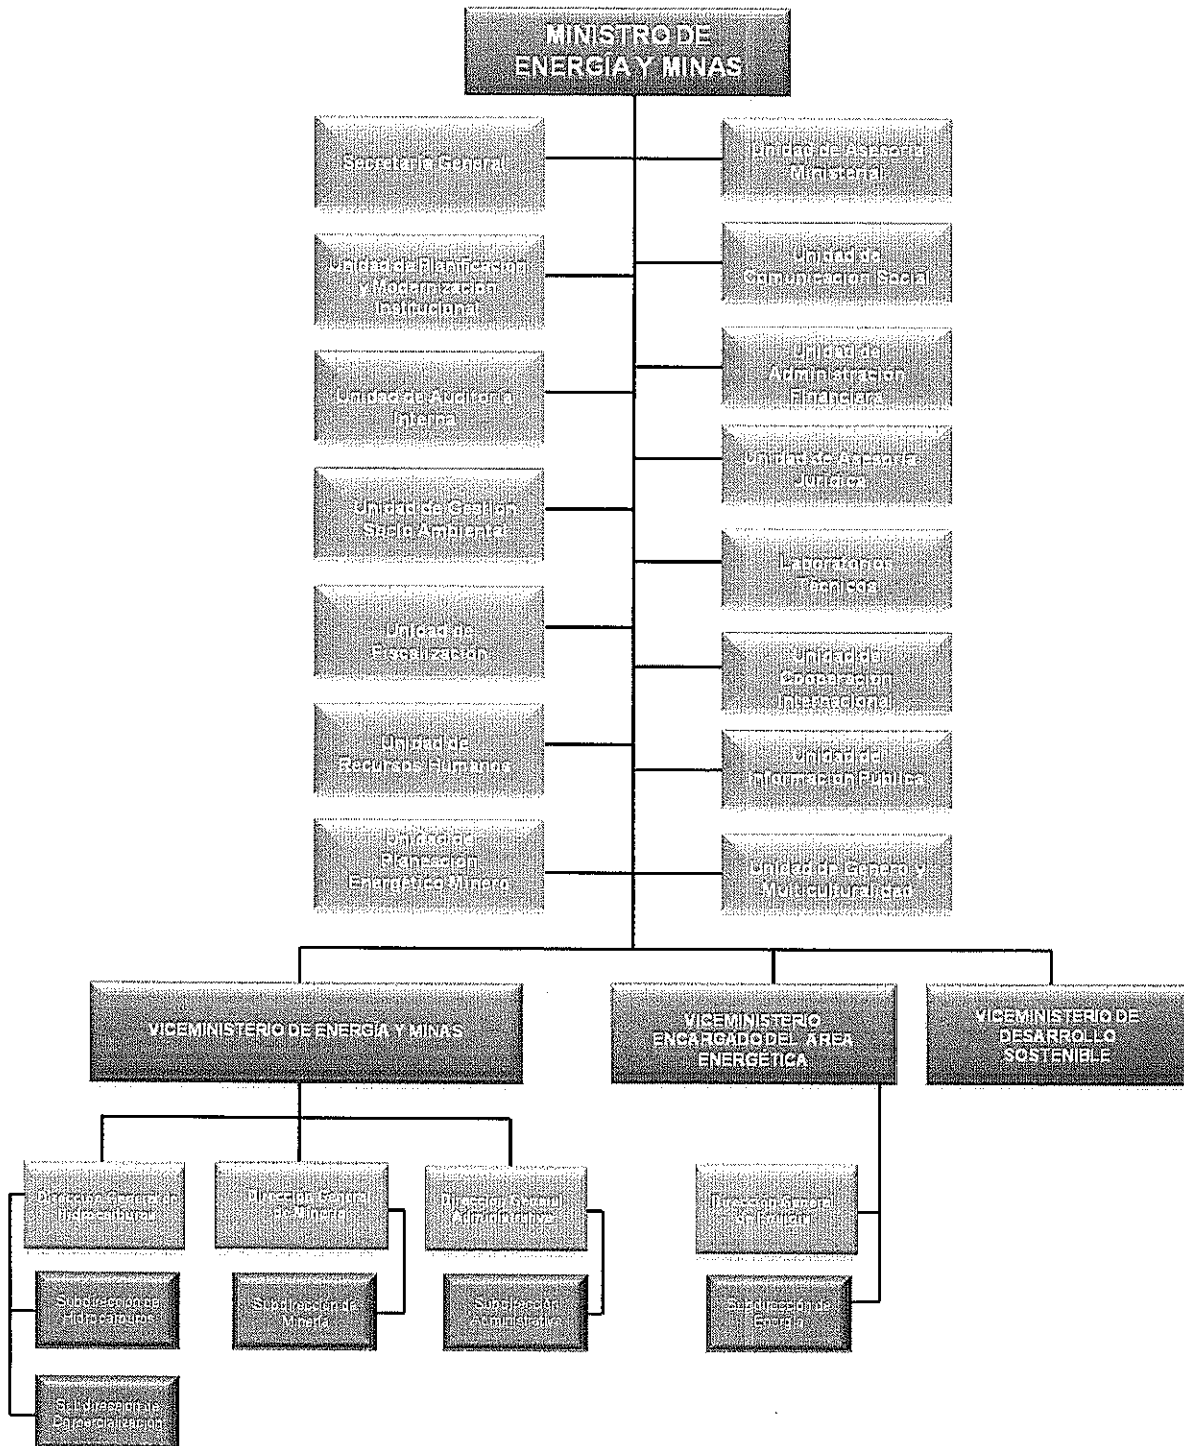 MINISTRO DE
ENERGÍA Y MINAS
Secretaría General
Unidad de Asesoría
Ministerial
Unidad de Planificación
y Modernización
Institucional
Unidad de
Comunicación Social
Unidad de Auditoría
Interna
Unidad de
Administración
Financiera
Unidad de Gestión
Socio Ambiental
Unidad de Asesoría
Jurídica
Unidad de
Fiscalización
Laboratorios
Técnicos
Unidad de
Recursos Humanos
Unidad de
Cooperación
Internacional
Unidad de
Planeación
Energético Minero
Unidad de
Información Pública
Unidad de Género y
Multiculturalidad
VICEMINISTERIO DE ENERGÍA Y MINAS
VICEMINISTERIO
ENCARGADO DEL ÁREA
ENERGÉTICA
VICEMINISTERIO DE
DESARROLLO
SOSTENIBLE
Dirección General de
Hidrocarburos
Dirección General
de Minería
Dirección General
Administrativa
Dirección General
de Energía
Subdirección de
Hidrocarburos
Subdirección de
Minería
Subdirección
Administrativa
Subdirección de
Energía
Subdirección de
Comercialización